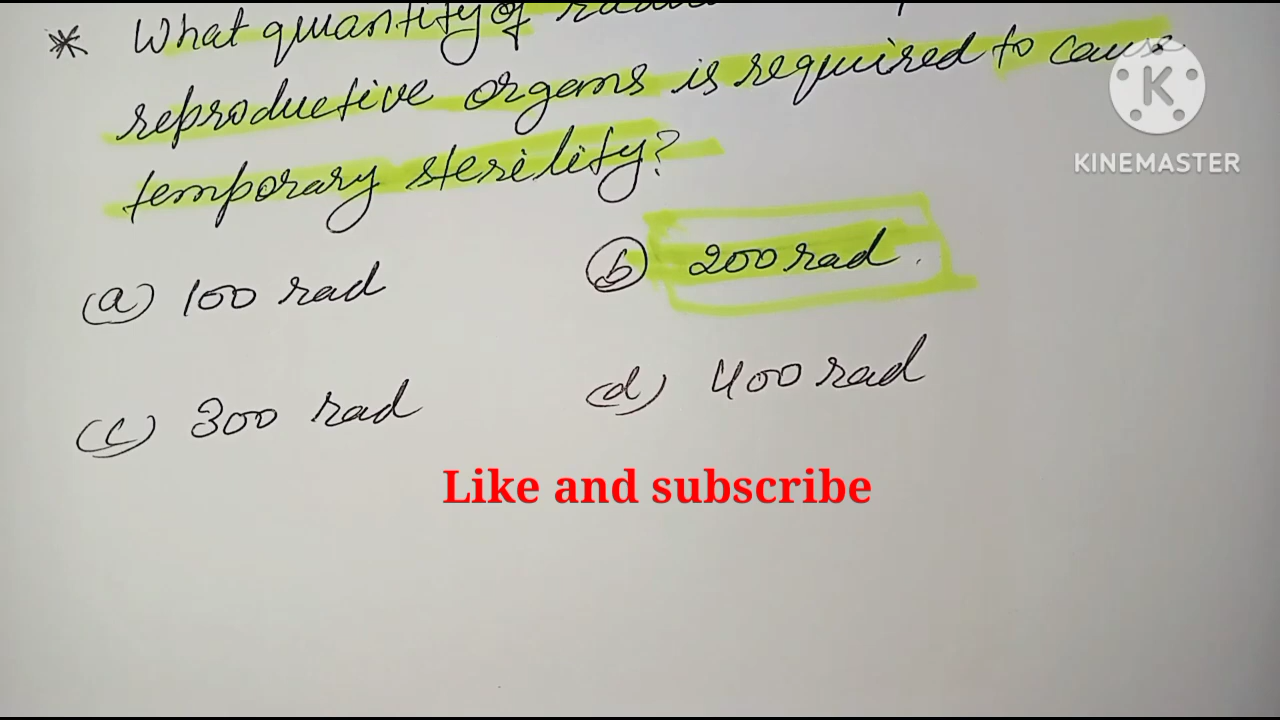 * What quantity of
reproductive organs is required to cause
temporary sterility?
(a) 100 rad (b) 200 rad.
(c) 300 rad (d) 400 rad
Like and subscribe
K
KINEMASTER